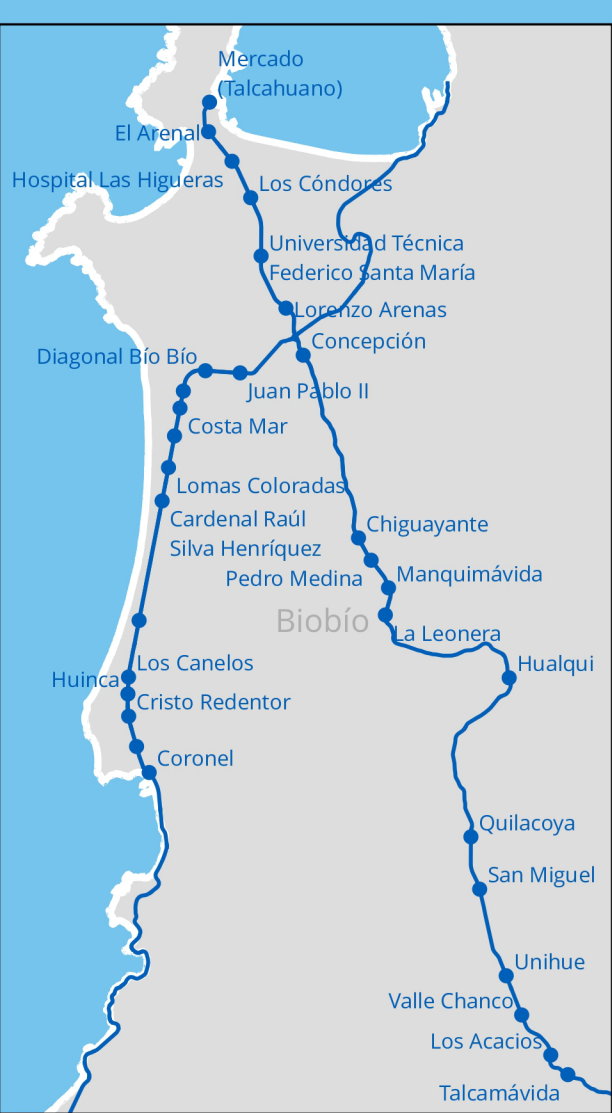 Mercado
(Talcahuano)
El Arenal
Hospital Las Higueras
Los Cóndores
Universidad Técnica
Federico Santa María
Lorenzo Arenas
Concepción
Diagonal Bío Bío
Juan Pablo II
Costa Mar
Lomas Coloradas
Cardenal Raúl
Silva Henríquez
Chiguayante
Pedro Medina
Manquimávida
Biobío
La Leonera
Los Canelos
Hualqui
Huinca
Cristo Redentor
Coronel
Quilacoya
San Miguel
Unihue
Valle Chanco
Los Acacios
Talcamávida